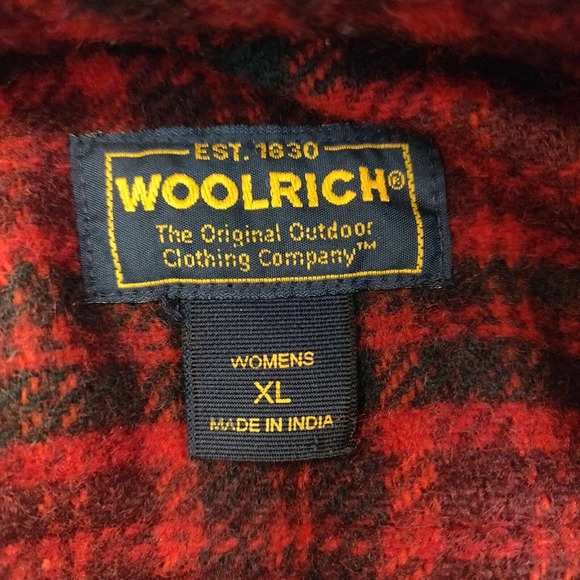 EST. 1830
WOOLRICH®
The Original Outdoor
Clothing Company™
WOMENS
XL
MADE IN INDIA